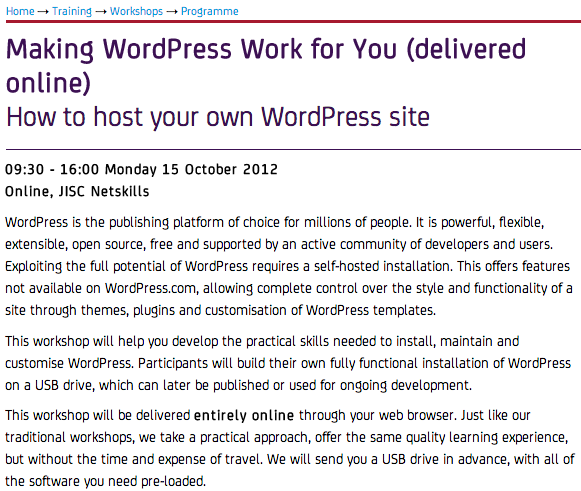 Home → Training → Workshops → Programme
Making WordPress Work for You (delivered
online)
How to host your own WordPress site
09:30 - 16:00 Monday 15 October 2012
Online, JISC Netskills
WordPress is the publishing platform of choice for millions of people. It is powerful, flexible,
extensible, open source, free and supported by an active community of developers and users.
Exploiting the full potential of WordPress requires a self-hosted installation. This offers features
not available on WordPress.com, allowing complete control over the style and functionality of a
site through themes, plugins and customisation of WordPress templates.
This workshop will help you develop the practical skills needed to install, maintain and
customise WordPress. Participants will build their own fully functional installation of WordPress
on a USB drive, which can later be published or used for ongoing development.
This workshop will be delivered entirely online through your web browser. Just like our
traditional workshops, we take a practical approach, offer the same quality learning experience,
but without the time and expense of travel. We will send you a USB drive in advance, with all of
the software you need pre-loaded.